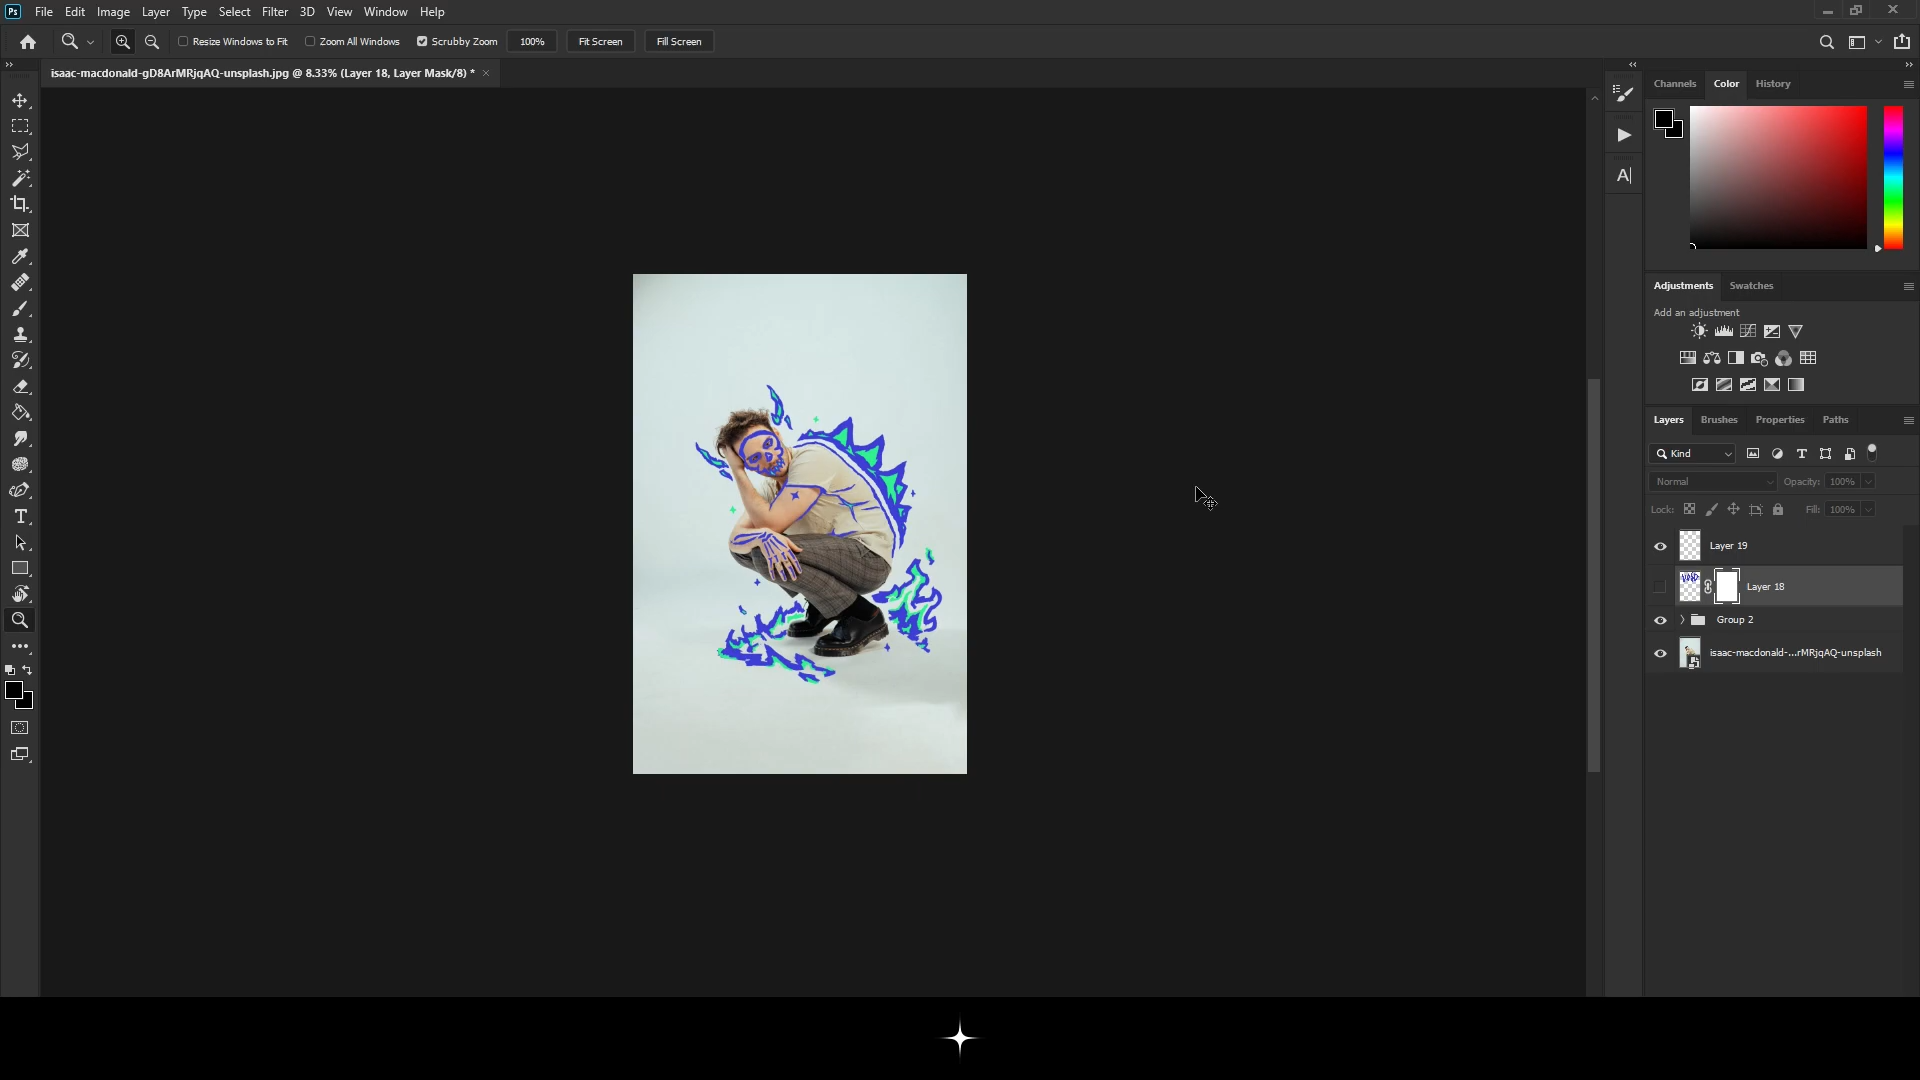 Ps File Edit Image Layer Type Select Filter 3D View Window Help
Resize Windows to Fit Zoom All Windows Scrubby Zoom 100% Fit Screen Fill Screen
isaac-macdonald-gD8ArMRjqAQ-unsplash.jpg @ 8.33% (Layer 18, Layer Mask/8) *
Channels Color History
Adjustments Swatches
Add an adjustment
Layers Brushes Properties Paths
Kind
Normal Opacity: 100%
Lock: Fill: 100%
Layer 19
Layer 18
Group 2
isaac-macdonald-...rMRjqAQ-unsplash